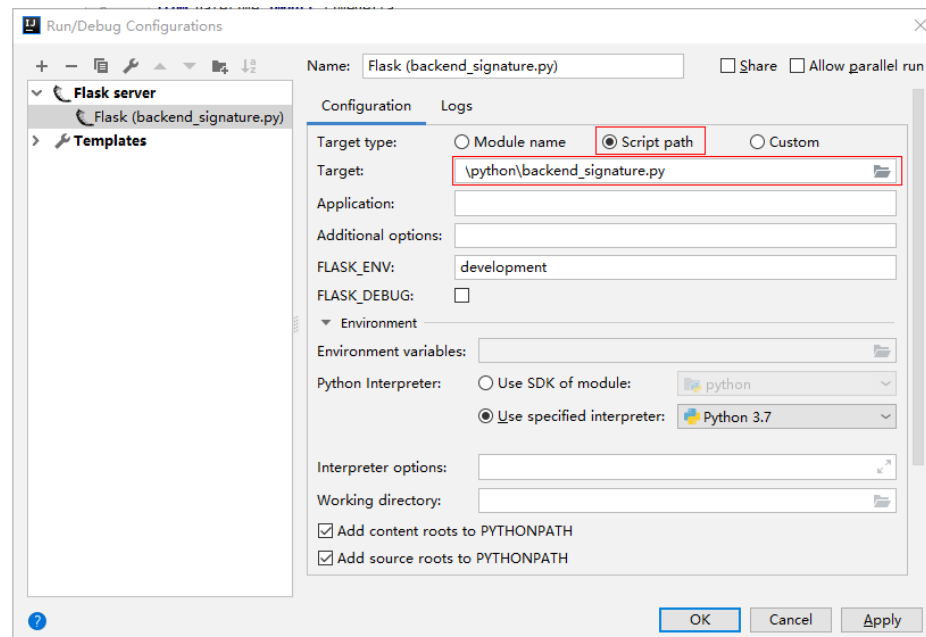 Run/Debug Configurations
Name: Flask (backend_signature.py) Share Allow parallel run
Flask server
Flask (backend_signature.py)
Templates
Configuration Logs
Target type: Module name Script path Custom
Target: \python\backend_signature.py
Application:
Additional options:
FLASK_ENV: development
FLASK_DEBUG:
Environment
Environment variables:
Python Interpreter: Use SDK of module: python
Use specified interpreter: Python 3.7
Interpreter options:
Working directory:
Add content roots to PYTHONPATH
Add source roots to PYTHONPATH
? OK Cancel Apply